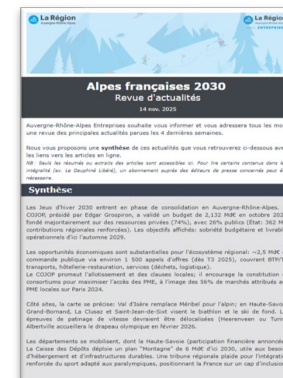 La Région
Auvergne-Rhône-Alpes
La Région
ENTREPRISES
Alpes françaises 2030
Revue d'actualités
14 nov. 2025
Auvergne-Rhône-Alpes Entreprises souhaite vous informer et vous adressera tous les mo
une revue des principales actualités parues les 4 dernières semaines.
Nous vous proposons une synthèse de ces actualités que vous retrouverez ci-dessous ave
les liens vers les articles en ligne.
NB : Seuls les résumés ou extraits des articles sont accessibles ici. Pour lire certains contenus dans le
intégralité (ex. Le Dauphiné Libéré), un abonnement auprès des éditeurs de presse concernés peut
nécessaire.
Synthèse
Les Jeux d'hiver 2030 entrent en phase de consolidation en Auvergne-Rhône-Alpes.
COJOP, présidé par Edgar Grospiron, a validé un budget de 2,132 Md€ en octobre 202
fondé majoritairement sur des ressources privées (74%), avec 26% publics (État: 362 M
contributions régionales renforcées). Les objectifs affichés: sobriété budgétaire et livrabl
opérationnels d'ici l'automne 2029.
Les opportunités économiques sont substantielles pour l'écosystème régional: ~2,5 Md€
commande publique via environ 1 500 appels d'offres (dès T3 2025), couvrant BTP/
transports, hôtellerie-restauration, services (déchets, logistique).
Le COJOP promeut l'allotissement et des clauses locales; il encourage la constitution
consortiums pour maximiser l'accès des PME, à l'image des 56% de marchés attribués a
PME locales sur Paris 2024.
Côté sites, la carte se précise: Val d'Isère remplace Méribel pour l'alpin; en Haute-Savo
Grand-Bornand, La Clusaz et Saint-Jean-de-Sixt visent le biathlon et le ski de fond. L
épreuves de patinage de vitesse devraient être délocalisées (Heerenveen ou Turin
Albertville accueillera le drapeau olympique en février 2026.
Les départements se mobilisent, dont la Haute-Savoie (participation financière annoncé
La Caisse des Dépôts déploie un plan "Montagne" de 8 Md€ d'ici 2030, utile aux besoi
d'hébergement et d'infrastructures durables. Une tribune régionale plaide pour l'intégrati
renforcée du sport adapté aux paralympiques, positionnant la France sur un cap d'inclusio